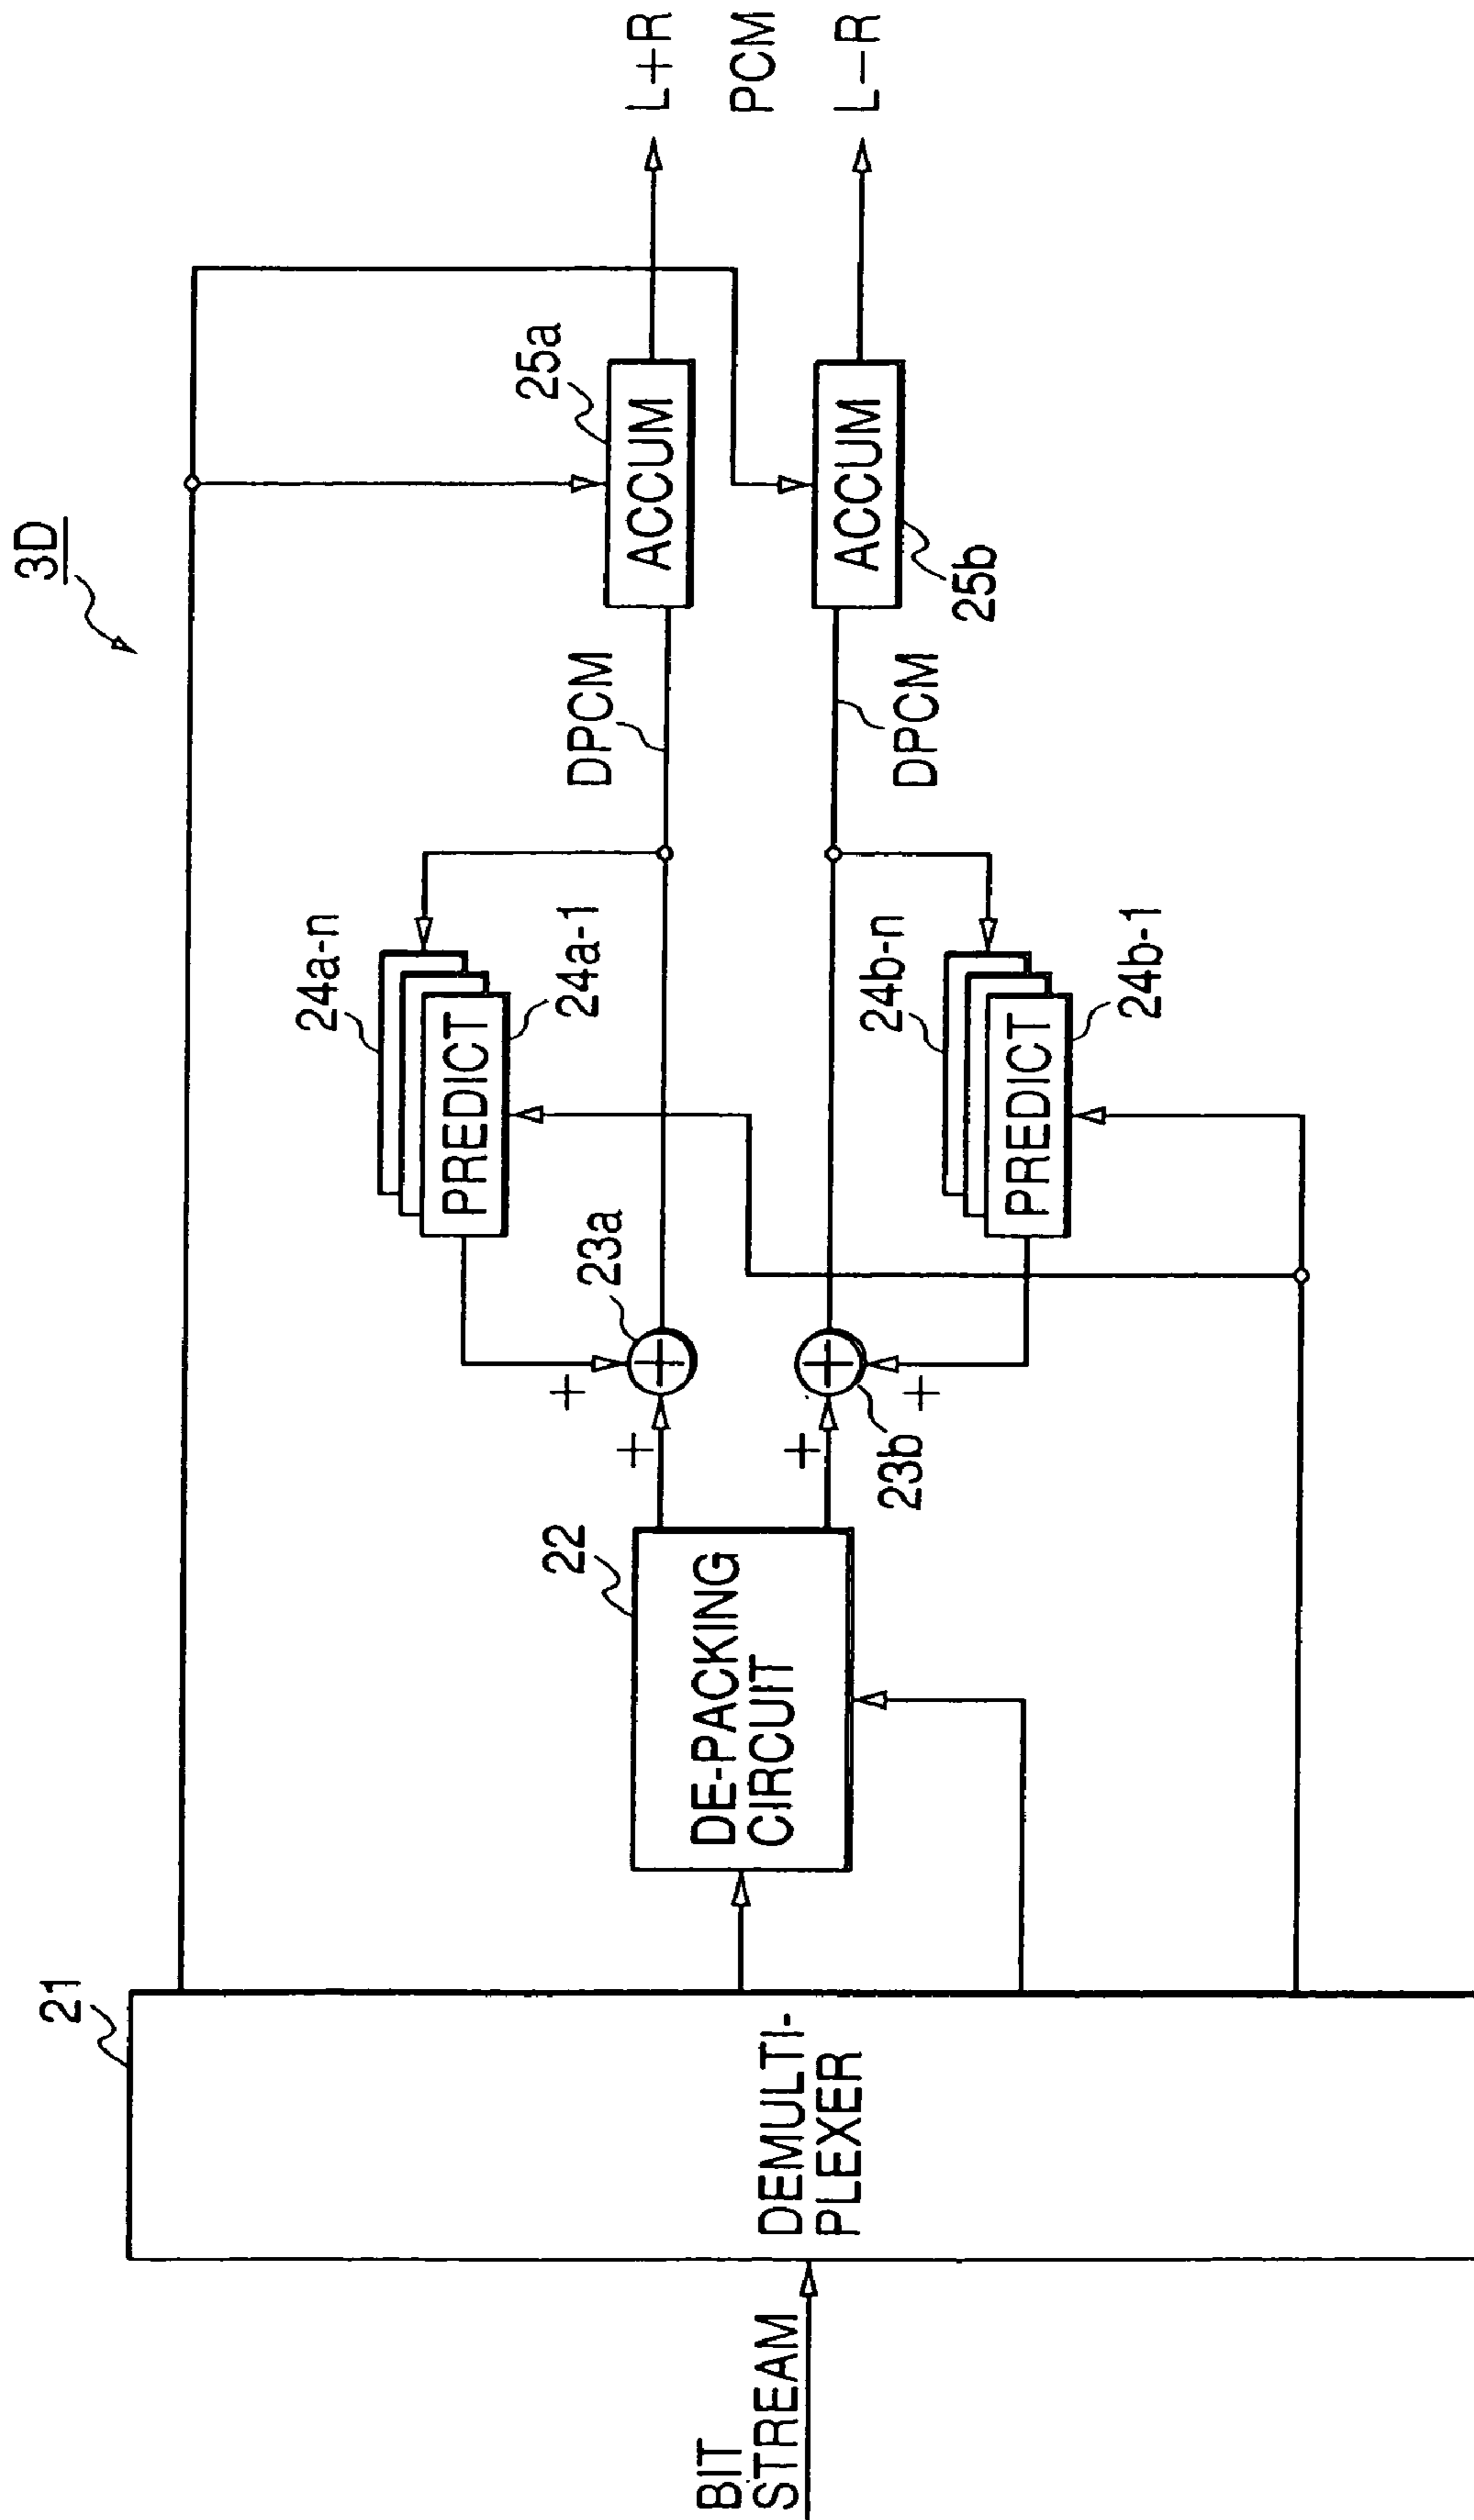 3D
21
BIT
STREAM
DEMULTI-
PLEXER
22
DE-PACKING
CIRCUIT
+
+
+
+
23a
23b
24a-n
PREDICT
24a-1
24b-n
PREDICT
24b-1
DPCM
DPCM
25a
ACCUM
ACCUM
25b
L+R
PCM
L-R